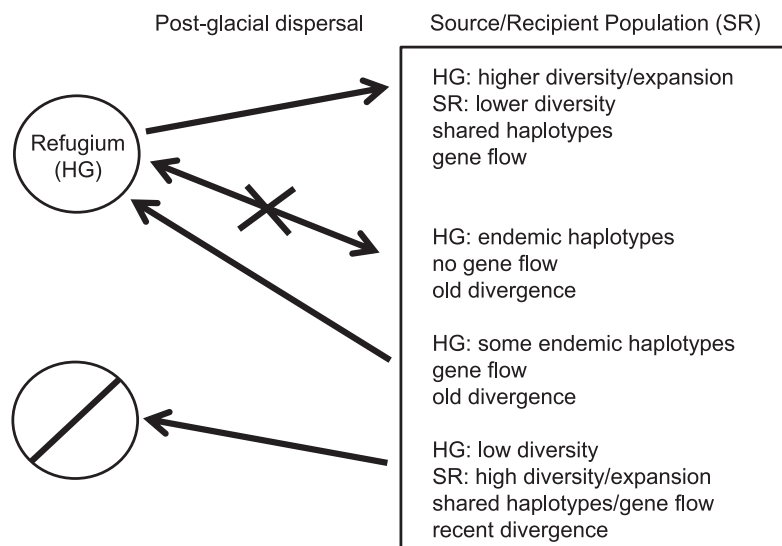 Post-glacial dispersal
Source/Recipient Population (SR)
Refugium
(HG)
HG: higher diversity/expansion
SR: lower diversity
shared haplotypes
gene flow
HG: endemic haplotypes
no gene flow
old divergence
HG: some endemic haplotypes
gene flow
old divergence
HG: low diversity
SR: high diversity/expansion
shared haplotypes/gene flow
recent divergence